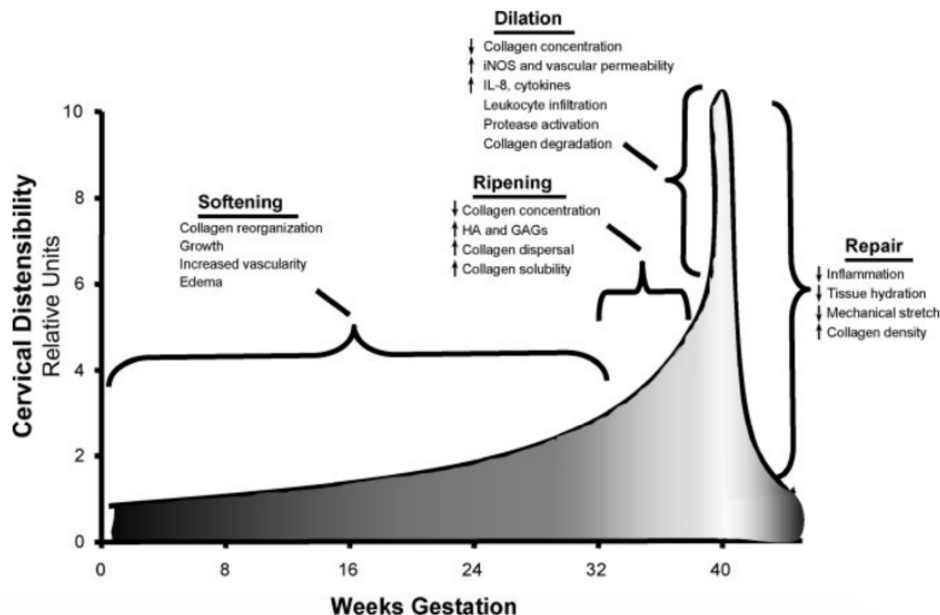 Dilation
↓ Collagen concentration
↑ iNOS and vascular permeability
↑ IL-8, cytokines
Leukocyte infiltration
Protease activation
Collagen degradation
Ripening
↓ Collagen concentration
↑ HA and GAGs
↑ Collagen dispersal
↑ Collagen solubility
Softening
Collagen reorganization
Growth
Increased vascularity
Edema
Repair
↓ Inflammation
↓ Tissue hydration
↓ Mechanical stretch
↑ Collagen density
Cervical Distensibility
Relative Units
10
8
6
4
2
0
0 8 16 24 32 40
Weeks Gestation